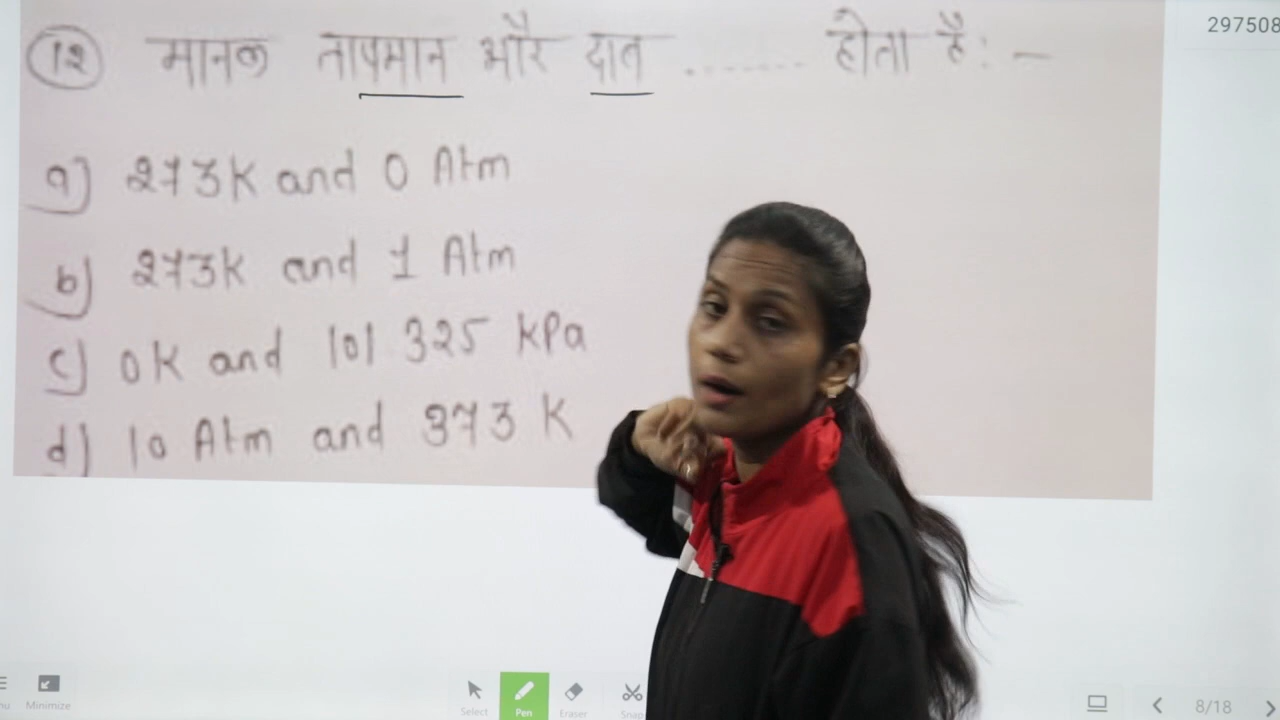 297508
12 मानक तापमान और दाब ........ होता है : –
a) 273K and 0 Atm
b) 273K and 1 Atm
c) 0K and 101 325 kPa
d) 10 Atm and 373 K
Minimize
Select Pen Eraser Snap
8/18